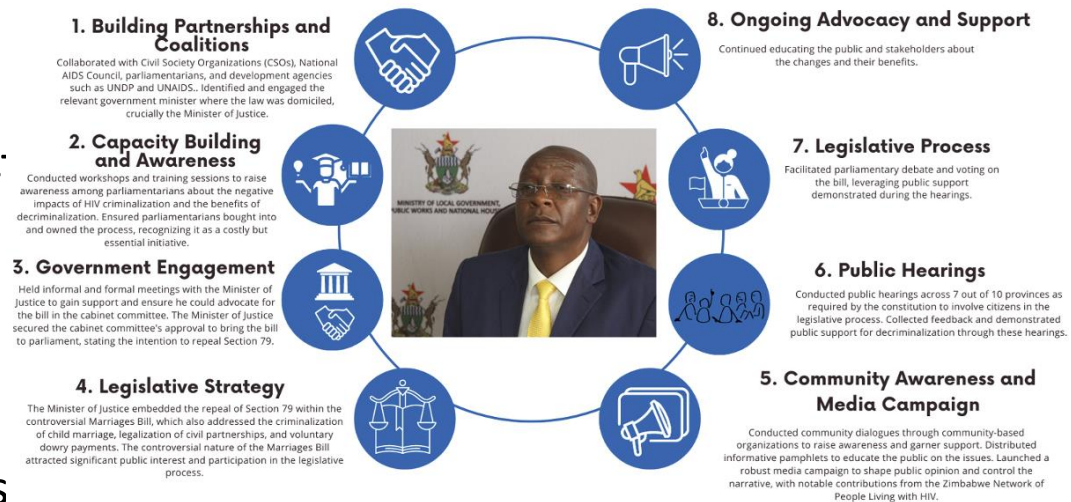 1. Building Partnerships and
Coalitions
Collaborated with Civil Society Organizations (CSOs), National
AIDS Council, parliamentarians, and development agencies
such as UNDP and UNAIDS.. Identified and engaged the
relevant government minister where the law was domiciled,
crucially the Minister of Justice.
2. Capacity Building
and Awareness
Conducted workshops and training sessions to raise
awareness among parliamentarians about the negative
impacts of HIV criminalization and the benefits of
decriminalization. Ensured parliamentarians bought into
and owned the process, recognizing it as a costly but
essential initiative.
3. Government Engagement
Held informal and formal meetings with the Minister of
Justice to gain support and ensure he could advocate for
the bill in the cabinet committee. The Minister of Justice
secured the cabinet committee's approval to bring the bill
to parliament, stating the intention to repeal Section 79.
4. Legislative Strategy
The Minister of Justice embedded the repeal of Section 79 within the
controversial Marriages Bill, which also addressed the criminalization
of child marriage, legalization of civil partnerships, and voluntary
dowry payments. The controversial nature of the Marriages Bill
attracted significant public interest and participation in the legislative
process.
MINISTRY OF LOCAL GOVERNMENT,
PUBLIC WORKS AND NATIONAL HOUS
8. Ongoing Advocacy and Support
Continued educating the public and stakeholders about
the changes and their benefits.
7. Legislative Process
Facilitated parliamentary debate and voting on
the bill, leveraging public support
demonstrated during the hearings.
6. Public Hearings
Conducted public hearings across 7 out of 10 provinces as
required by the constitution to involve citizens in the
legislative process. Collected feedback and demonstrated
public support for decriminalization through these hearings.
5. Community Awareness and
Media Campaign
Conducted community dialogues through community-based
organizations to raise awareness and garner support. Distributed
informative pamphlets to educate the public on the issues. Launched a
robust media campaign to shape public opinion and control the
narrative, with notable contributions from the Zimbabwe Network of
People Living with HIV.